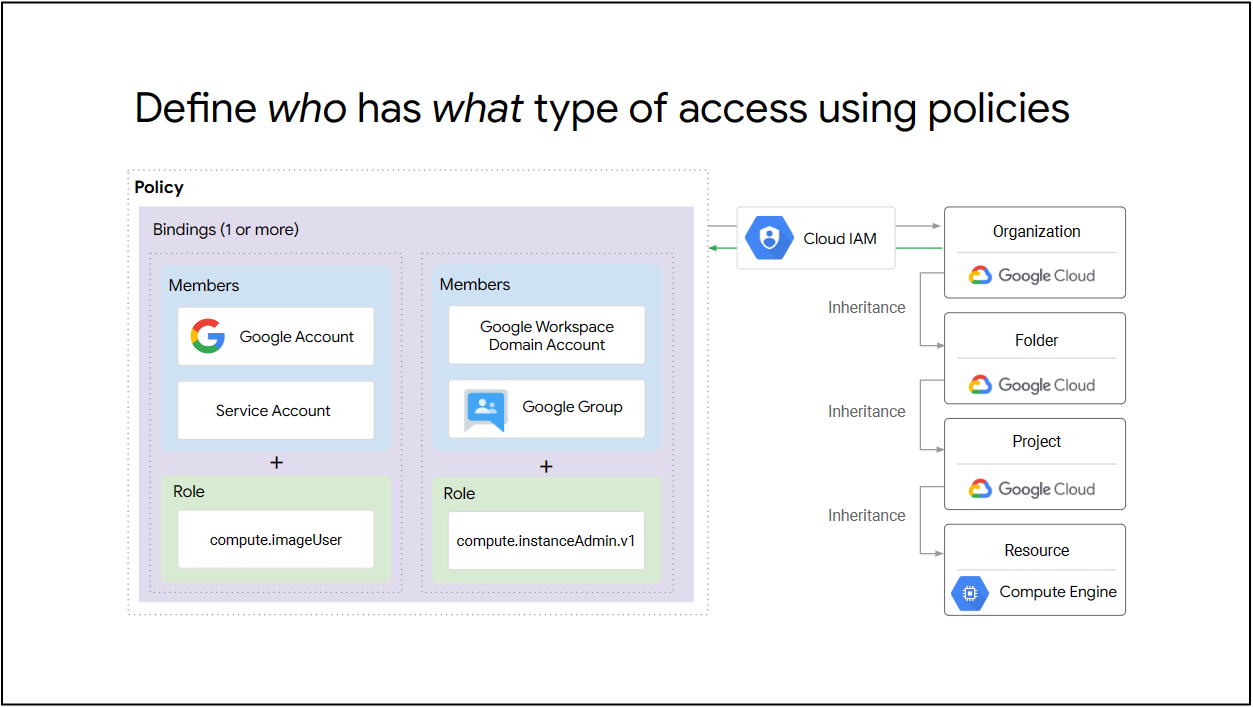 Define who has what type of access using policies
Policy
Bindings (1 or more)
Members
Google Account
Service Account
+
Role
compute.imageUser
Members
Google Workspace
Domain Account
Google Group
+
Role
compute.instanceAdmin.v1
Cloud IAM
Organization
Google Cloud
Inheritance
Folder
Google Cloud
Inheritance
Project
Google Cloud
Inheritance
Resource
Compute Engine